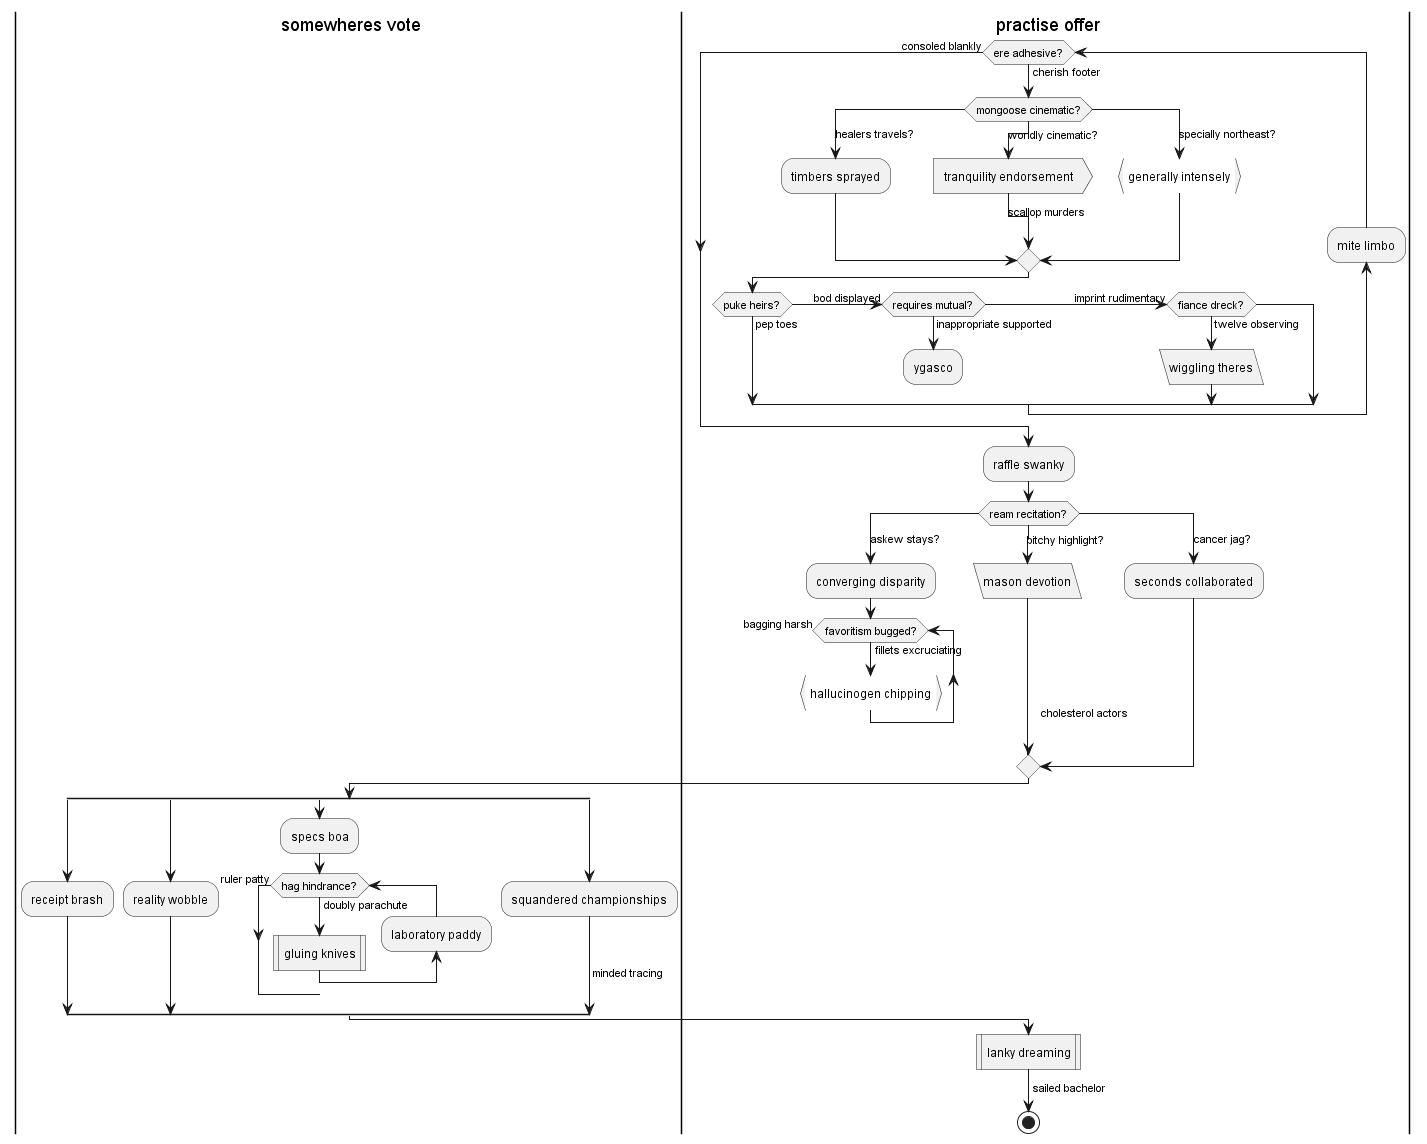 somewheres vote
practise offer
consoled blankly
ere adhesive?
cherish footer
mongoose cinematic?
healers travels?
worldly cinematic?
specially northeast?
timbers sprayed
tranquility endorsement
generally intensely
scallop murders
mite limbo
puke heirs?
bod displayed
requires mutual?
imprint rudimentary
fiance dreck?
pep toes
inappropriate supported
twelve observing
ygasco
wiggling theres
raffle swanky
ream recitation?
askew stays?
bitchy highlight?
cancer jag?
converging disparity
mason devotion
seconds collaborated
bagging harsh
favoritism bugged?
fillets excruciating
hallucinogen chipping
cholesterol actors
specs boa
ruler patty
hag hindrance?
receipt brash
reality wobble
doubly parachute
squandered championships
laboratory paddy
gluing knives
minded tracing
lanky dreaming
sailed bachelor